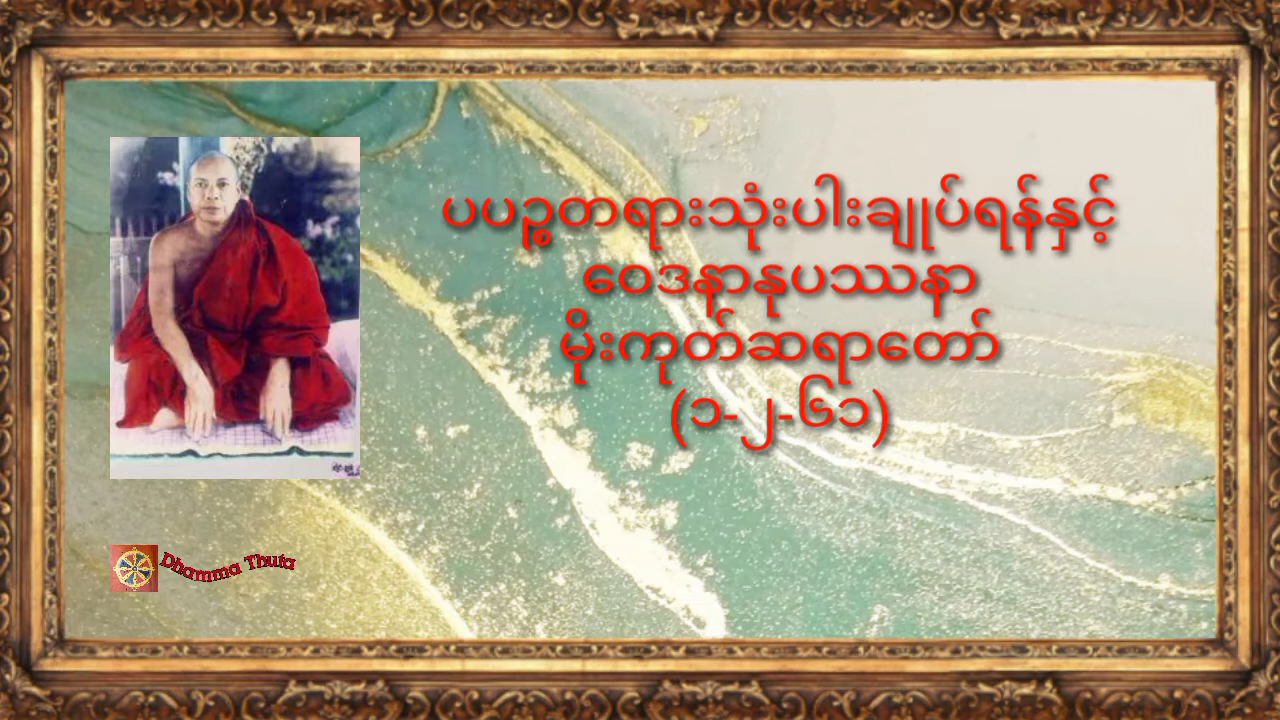 ပပဉ္စတရားသုံးပါးချုပ်ရန်နှင့်
ဝေဒနာနုပဿနာ
မိုးကုတ်ဆရာတော်
(၁-၂-၆၁)
Dhamma Thuta